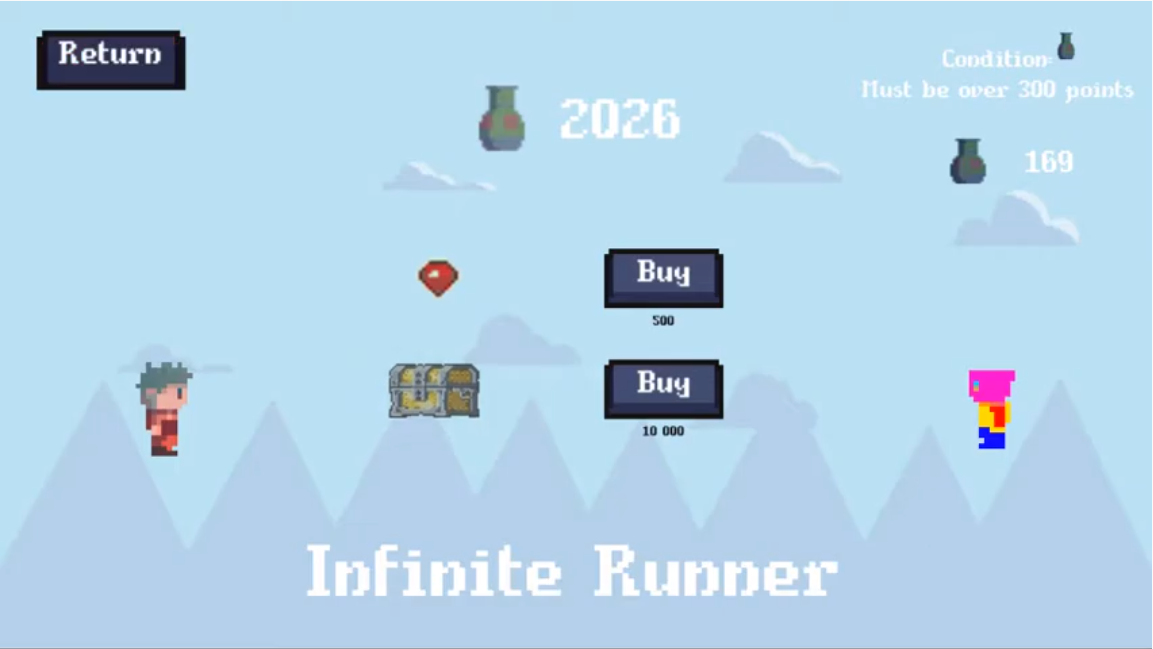 Return
Condition:
Must be over 300 points
2026
169
Buy
500
Buy
10 000
Infinite Runner